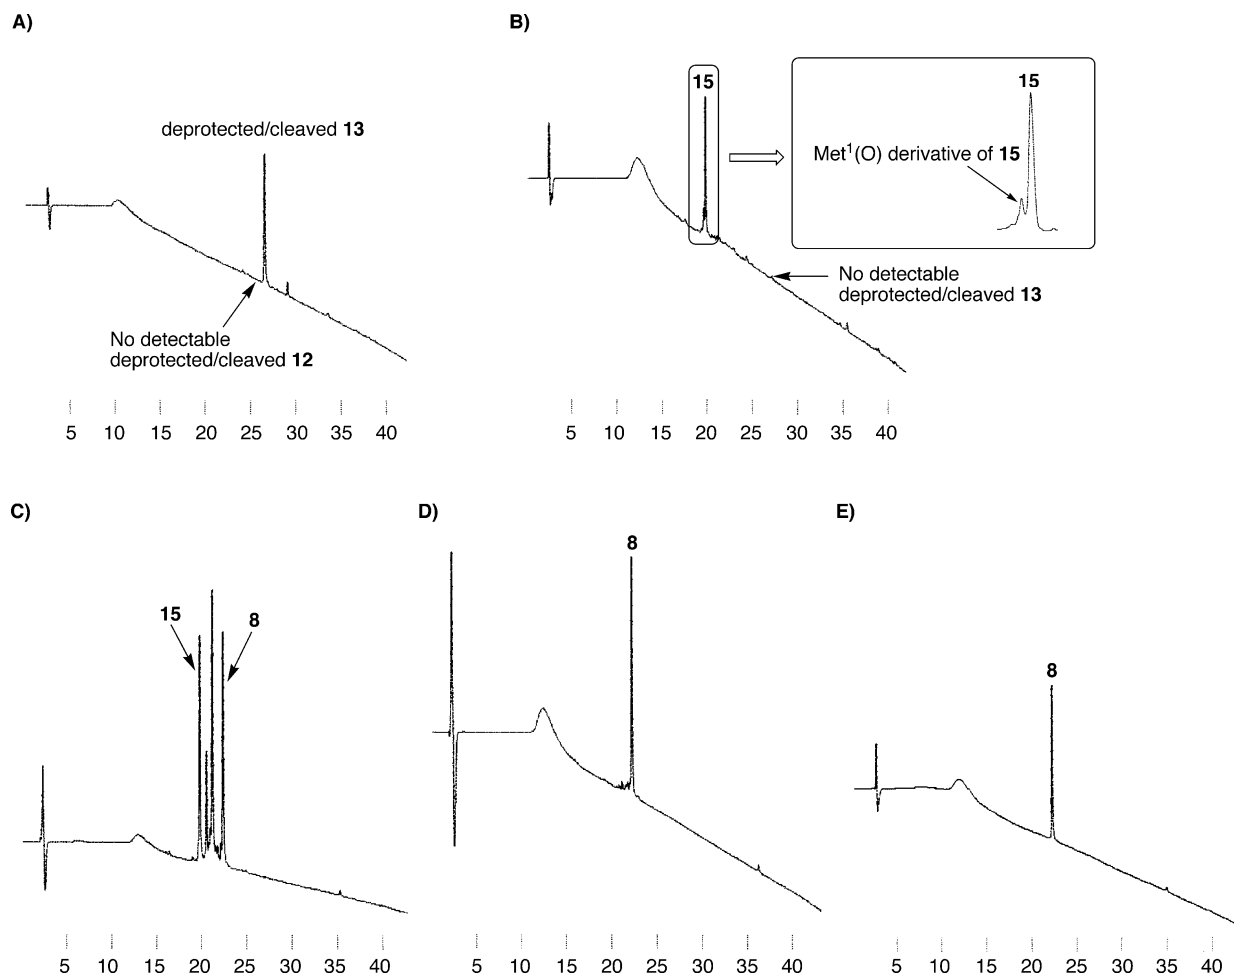 A)
deprotected/cleaved 13
No detectable
deprotected/cleaved 12
5 10 15 20 25 30 35 40
B)
15
15
Met¹(O) derivative of 15
No detectable
deprotected/cleaved 13
5 10 15 20 25 30 35 40
C)
15
8
5 10 15 20 25 30 35 40
D)
8
5 10 15 20 25 30 35 40
E)
8
5 10 15 20 25 30 35 40